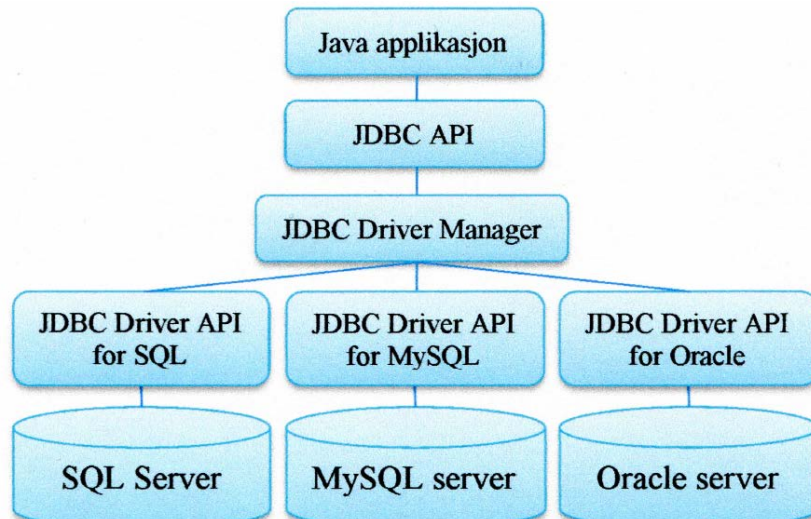 Java applikasjon
JDBC API
JDBC Driver Manager
JDBC Driver API
for SQL
JDBC Driver API
for MySQL
JDBC Driver API
for Oracle
SQL Server
MySQL server
Oracle server